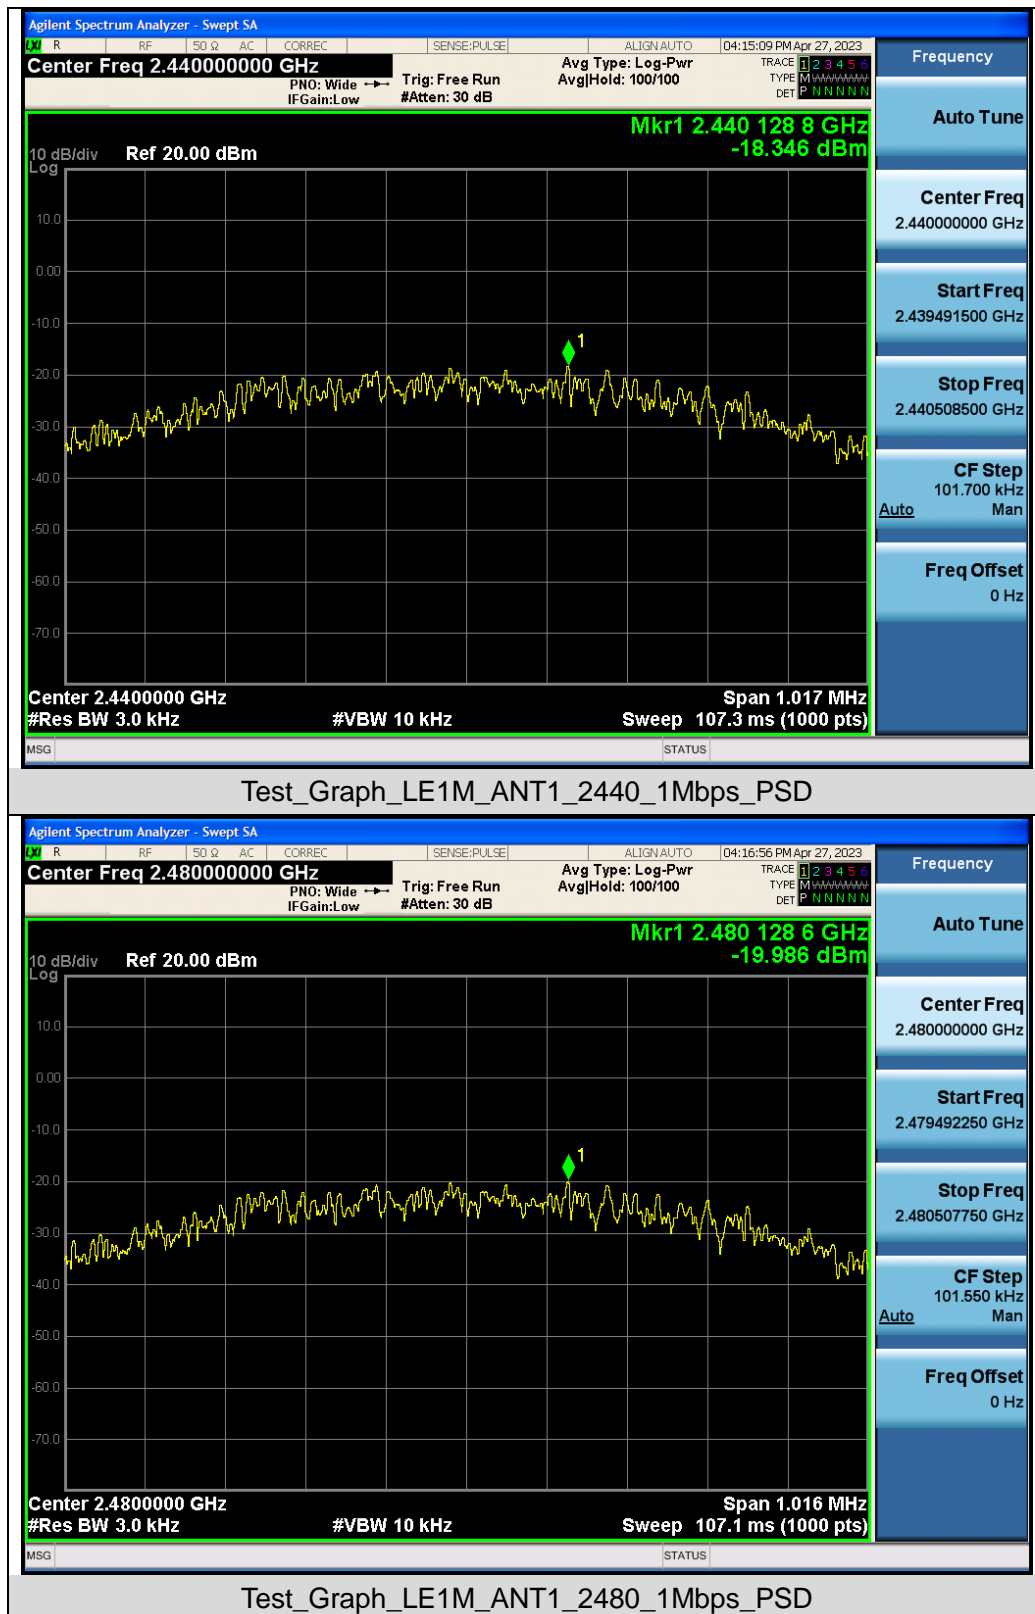 Agilent Spectrum Analyzer - Swept SA
LXI R RF 50 Ω AC CORREC SENSE:PULSE ALIGN AUTO 04:15:09 PM Apr 27, 2023
Center Freq 2.440000000 GHz
PNO: Wide
IFGain:Low
Trig: Free Run
#Atten: 30 dB
Avg Type: Log-Pwr
Avg|Hold: 100/100
TRACE 1 2 3 4 5 6
TYPE M WWWWW
DET P N N N N N
Mkr1 2.440 128 8 GHz
-18.346 dBm
10 dB/div Ref 20.00 dBm
Log
10.0
0.00
-10.0
-20.0
-30.0
-40.0
-50.0
-60.0
-70.0
1
Center 2.4400000 GHz Span 1.017 MHz
#Res BW 3.0 kHz #VBW 10 kHz Sweep 107.3 ms (1000 pts)
MSG STATUS
Frequency
Auto Tune
Center Freq
2.440000000 GHz
Start Freq
2.439491500 GHz
Stop Freq
2.440508500 GHz
CF Step
101.700 kHz
Auto Man
Freq Offset
0 Hz
Test_Graph_LE1M_ANT1_2440_1Mbps_PSD
Agilent Spectrum Analyzer - Swept SA
LXI R RF 50 Ω AC CORREC SENSE:PULSE ALIGN AUTO 04:16:56 PM Apr 27, 2023
Center Freq 2.480000000 GHz
PNO: Wide
IFGain:Low
Trig: Free Run
#Atten: 30 dB
Avg Type: Log-Pwr
Avg|Hold: 100/100
TRACE 1 2 3 4 5 6
TYPE M WWWWW
DET P N N N N N
Mkr1 2.480 128 6 GHz
-19.986 dBm
10 dB/div Ref 20.00 dBm
Log
10.0
0.00
-10.0
-20.0
-30.0
-40.0
-50.0
-60.0
-70.0
1
Center 2.4800000 GHz Span 1.016 MHz
#Res BW 3.0 kHz #VBW 10 kHz Sweep 107.1 ms (1000 pts)
MSG STATUS
Frequency
Auto Tune
Center Freq
2.480000000 GHz
Start Freq
2.479492250 GHz
Stop Freq
2.480507750 GHz
CF Step
101.550 kHz
Auto Man
Freq Offset
0 Hz
Test_Graph_LE1M_ANT1_2480_1Mbps_PSD